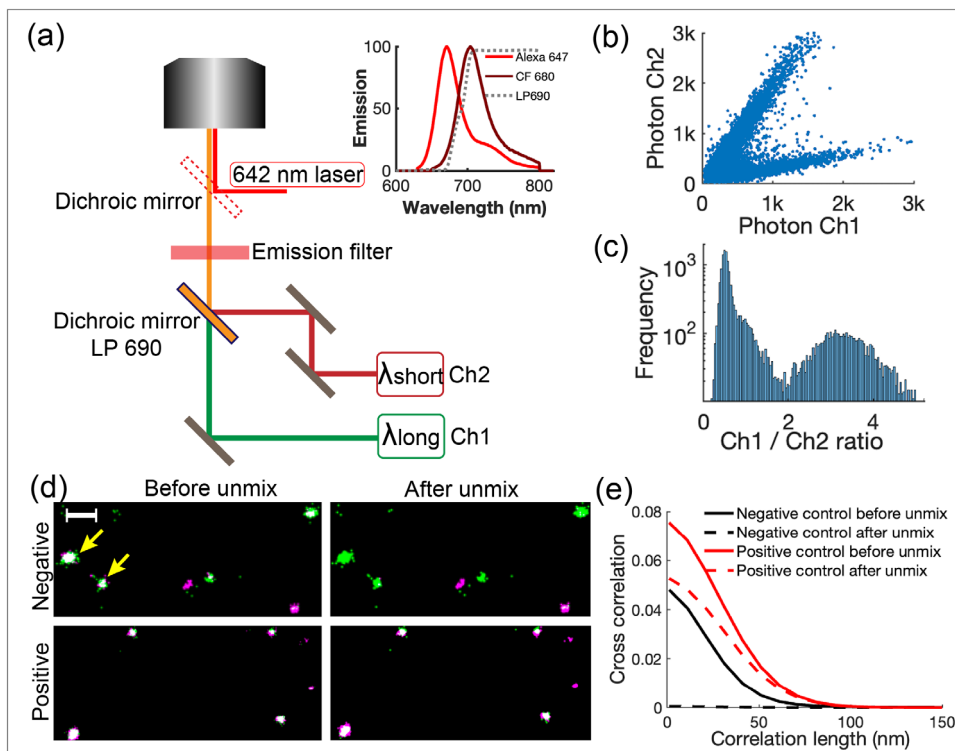 (a)
642 nm laser
Dichroic mirror
Emission filter
Dichroic mirror
LP 690
λshort Ch2
λlong Ch1
100
50
0
Emission
600
700
800
Wavelength (nm)
Alexa 647
CF 680
LP690
(b)
Photon Ch2
3k
2k
1k
0
0
1k
2k
3k
Photon Ch1
(c)
Frequency
10³
10²
0
2
4
Ch1 / Ch2 ratio
(d)
Before unmix
After unmix
Negative
Positive
(e)
Cross correlation
0.08
0.06
0.04
0.02
0
0
50
100
150
Correlation length (nm)
Negative control before unmix
Negative control after unmix
Positive control before unmix
Positive control after unmix